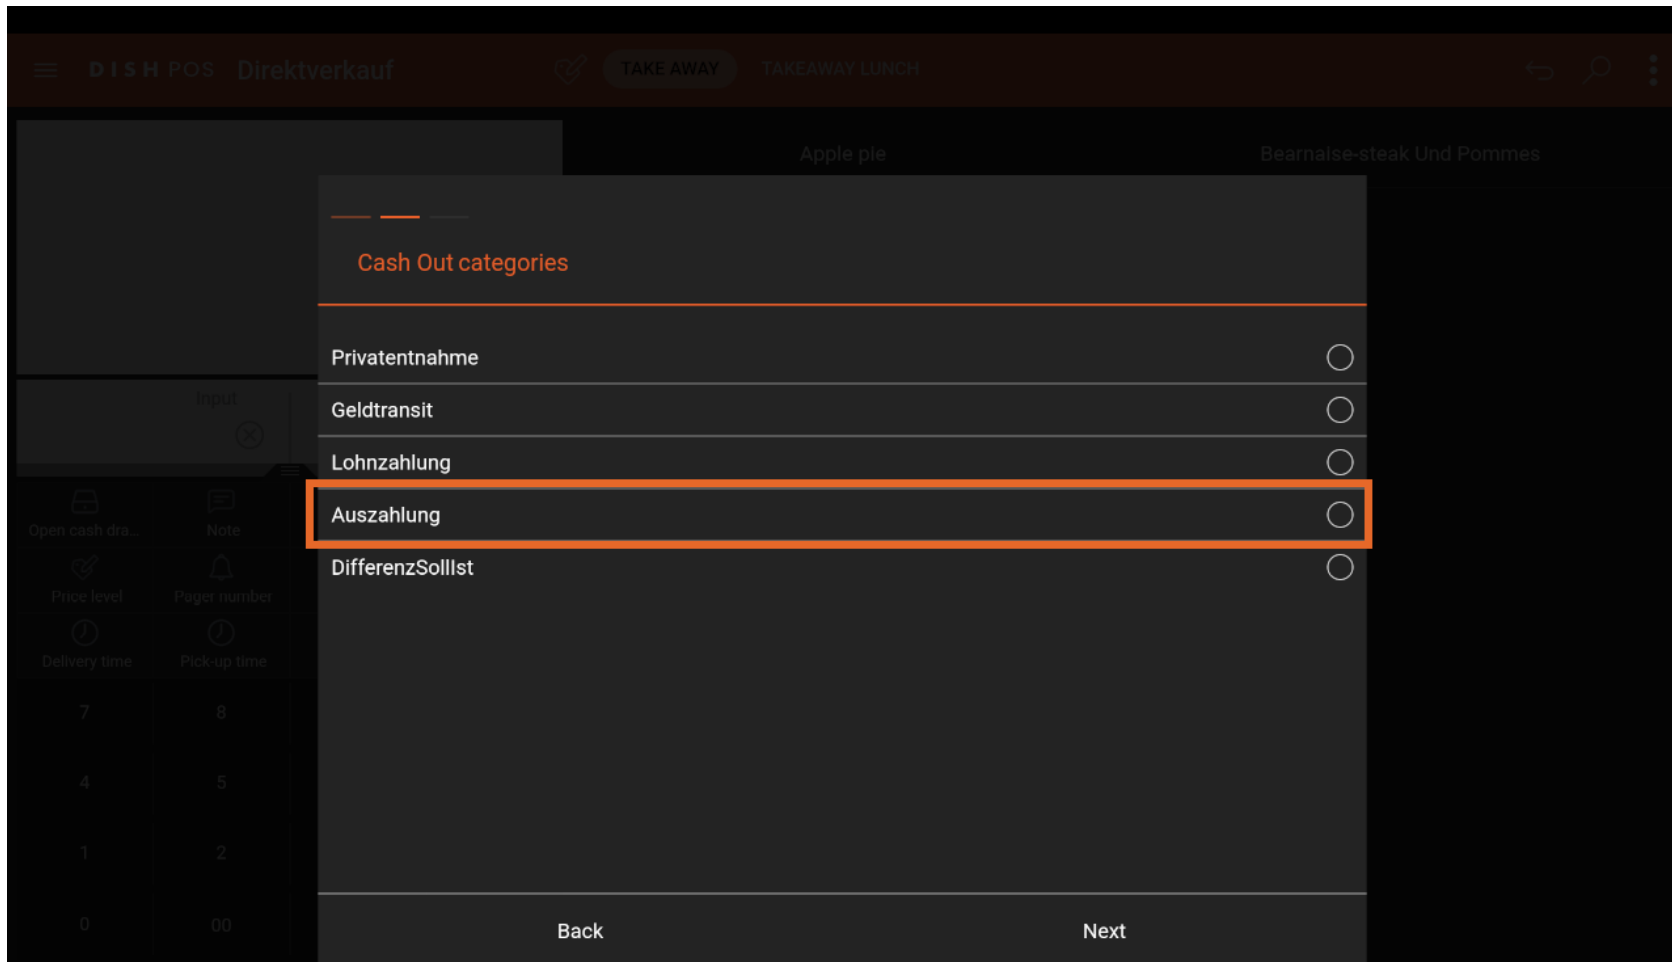 DISH POS Direktverkauf TAKE AWAY TAKEAWAY LUNCH
Apple pie Bearnaise-steak Und Pommes
Cash Out categories
Privatentnahme
Geldtransit
Lohnzahlung
Auszahlung
DifferenzSollIst
Input
Open cash dra... Note
Price level Pager number
Delivery time Pick-up time
7 8
4 5
1 2
0 00
Back Next